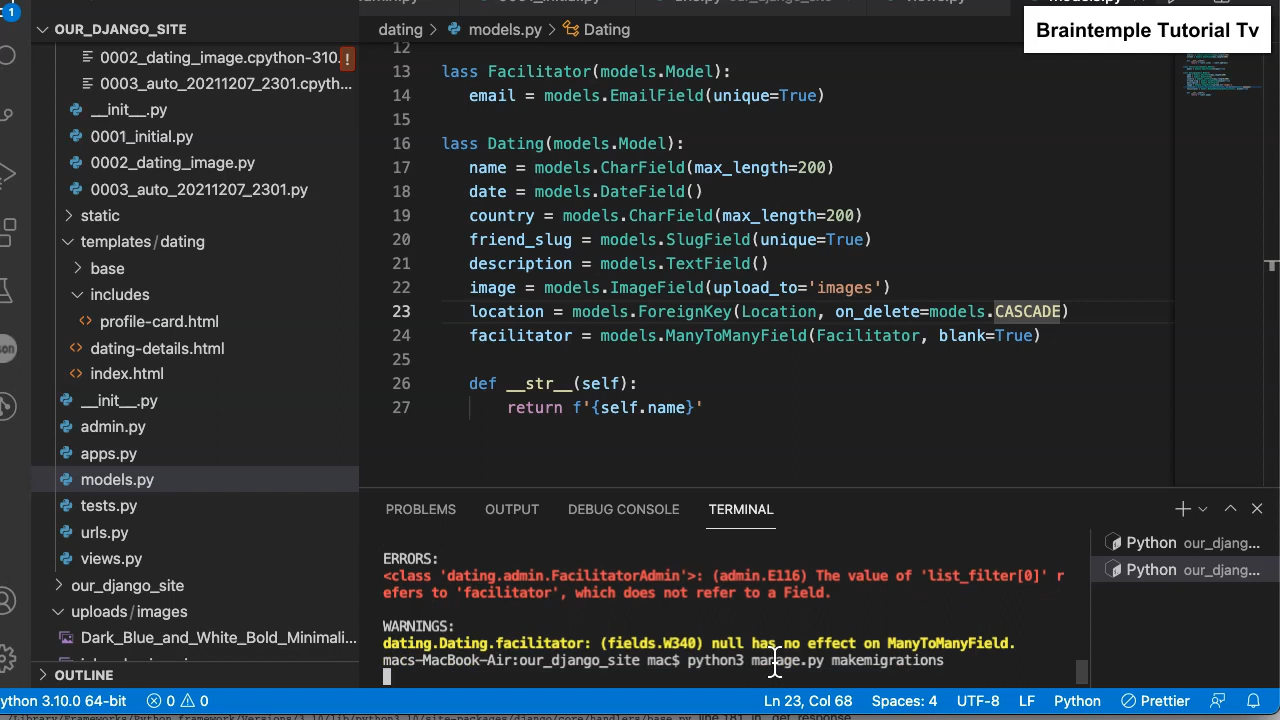 1
OUR_DJANGO_SITE
Braintemple Tutorial Tv
0002_dating_image.cpython-310. !
0003_auto_20211207_2301.cpyth...
__init__.py
0001_initial.py
0002_dating_image.py
0003_auto_20211207_2301.py
static
templates/dating
base
includes
profile-card.html
dating-details.html
index.html
__init__.py
admin.py
apps.py
models.py
tests.py
urls.py
views.py
our_django_site
uploads/images
Dark_Blue_and_White_Bold_Minimali...
OUTLINE
dating > models.py > Dating
12
13 lass Facilitator(models.Model):
14 = models.EmailField(unique=True)
15
16 lass Dating(models.Model):
17 name = models.CharField(max_length=200)
18 date = models.DateField()
19 country = models.CharField(max_length=200)
20 friend_slug = models.SlugField(unique=True)
21 description = models.TextField()
22 image = models.ImageField(upload_to='images')
23 location = models.ForeignKey(Location, on_delete=models.CASCADE)
24 facilitator = models.ManyToManyField(Facilitator, blank=True)
25
26 def __str__(self):
27 return f'{self.name}'
PROBLEMS OUTPUT DEBUG CONSOLE TERMINAL
ERRORS:
<class 'dating.admin.FacilitatorAdmin'>: (admin.E116) The value of 'list_filter[0]' r
efers to 'facilitator', which does not refer to a Field.
WARNINGS:
dating.Dating.facilitator: (fields.W340) null has no effect on ManyToManyField.
macs-MacBook-Air:our_django_site mac$ python3 manage.py makemigrations
Python our_djang...
Python our_djang...
ython 3.10.0 64-bit 0 0 Ln 23, Col 68 Spaces: 4 UTF-8 LF Python Prettier